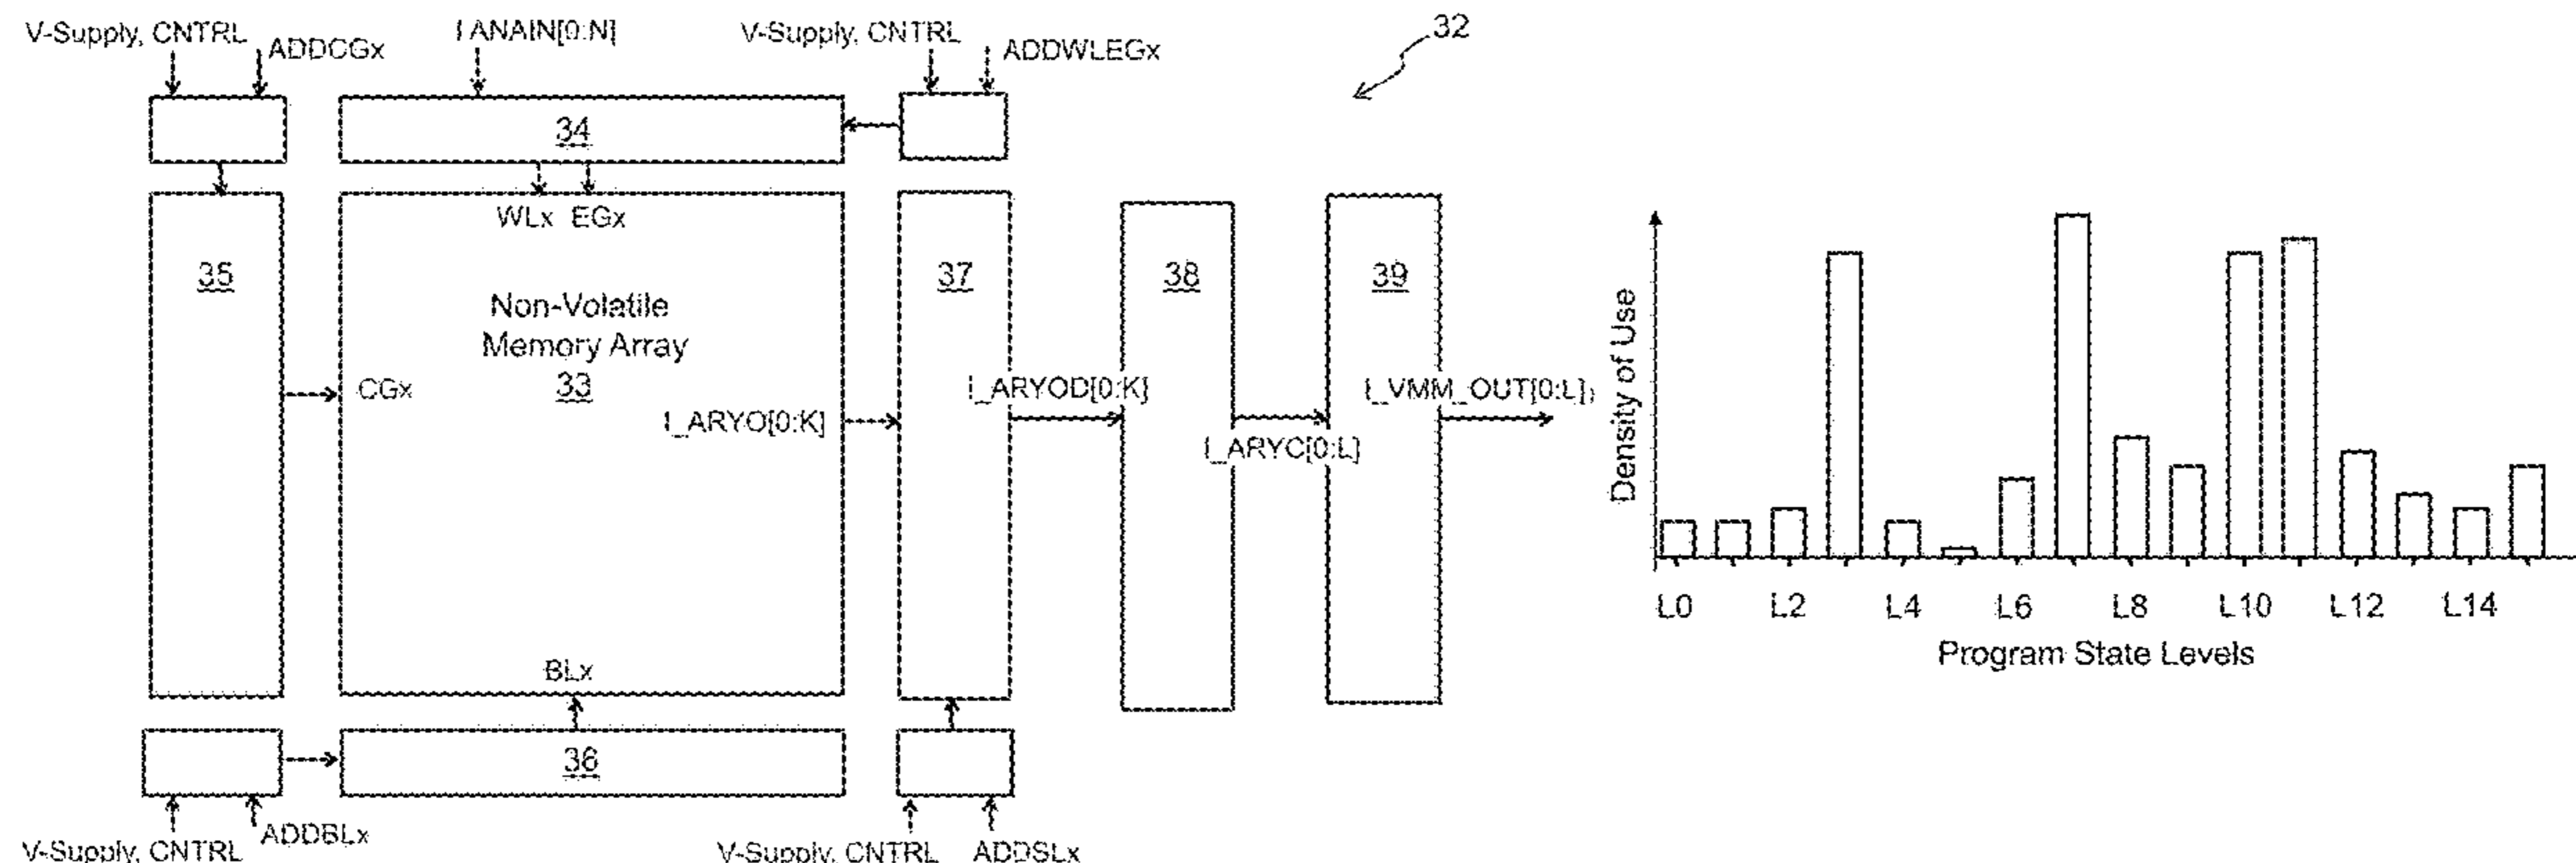 V-Supply, CNTRL
ADDCGx
I ANAIN[0:N]
V-Supply, CNTRL
ADDWLEGx
32
34
35
WLx EGx
37
38
39
Non-Volatile
Memory Array
33
CGx
I_ARYO[0:K]
I_ARYOD[0:K]
I_ARYC[0:L]
I_VMM_OUT[0:L]
BLx
36
V-Supply, CNTRL
ADDBLx
V-Supply, CNTRL
ADDSLx
Density of Use
L0 L2 L4 L6 L8 L10 L12 L14
Program State Levels